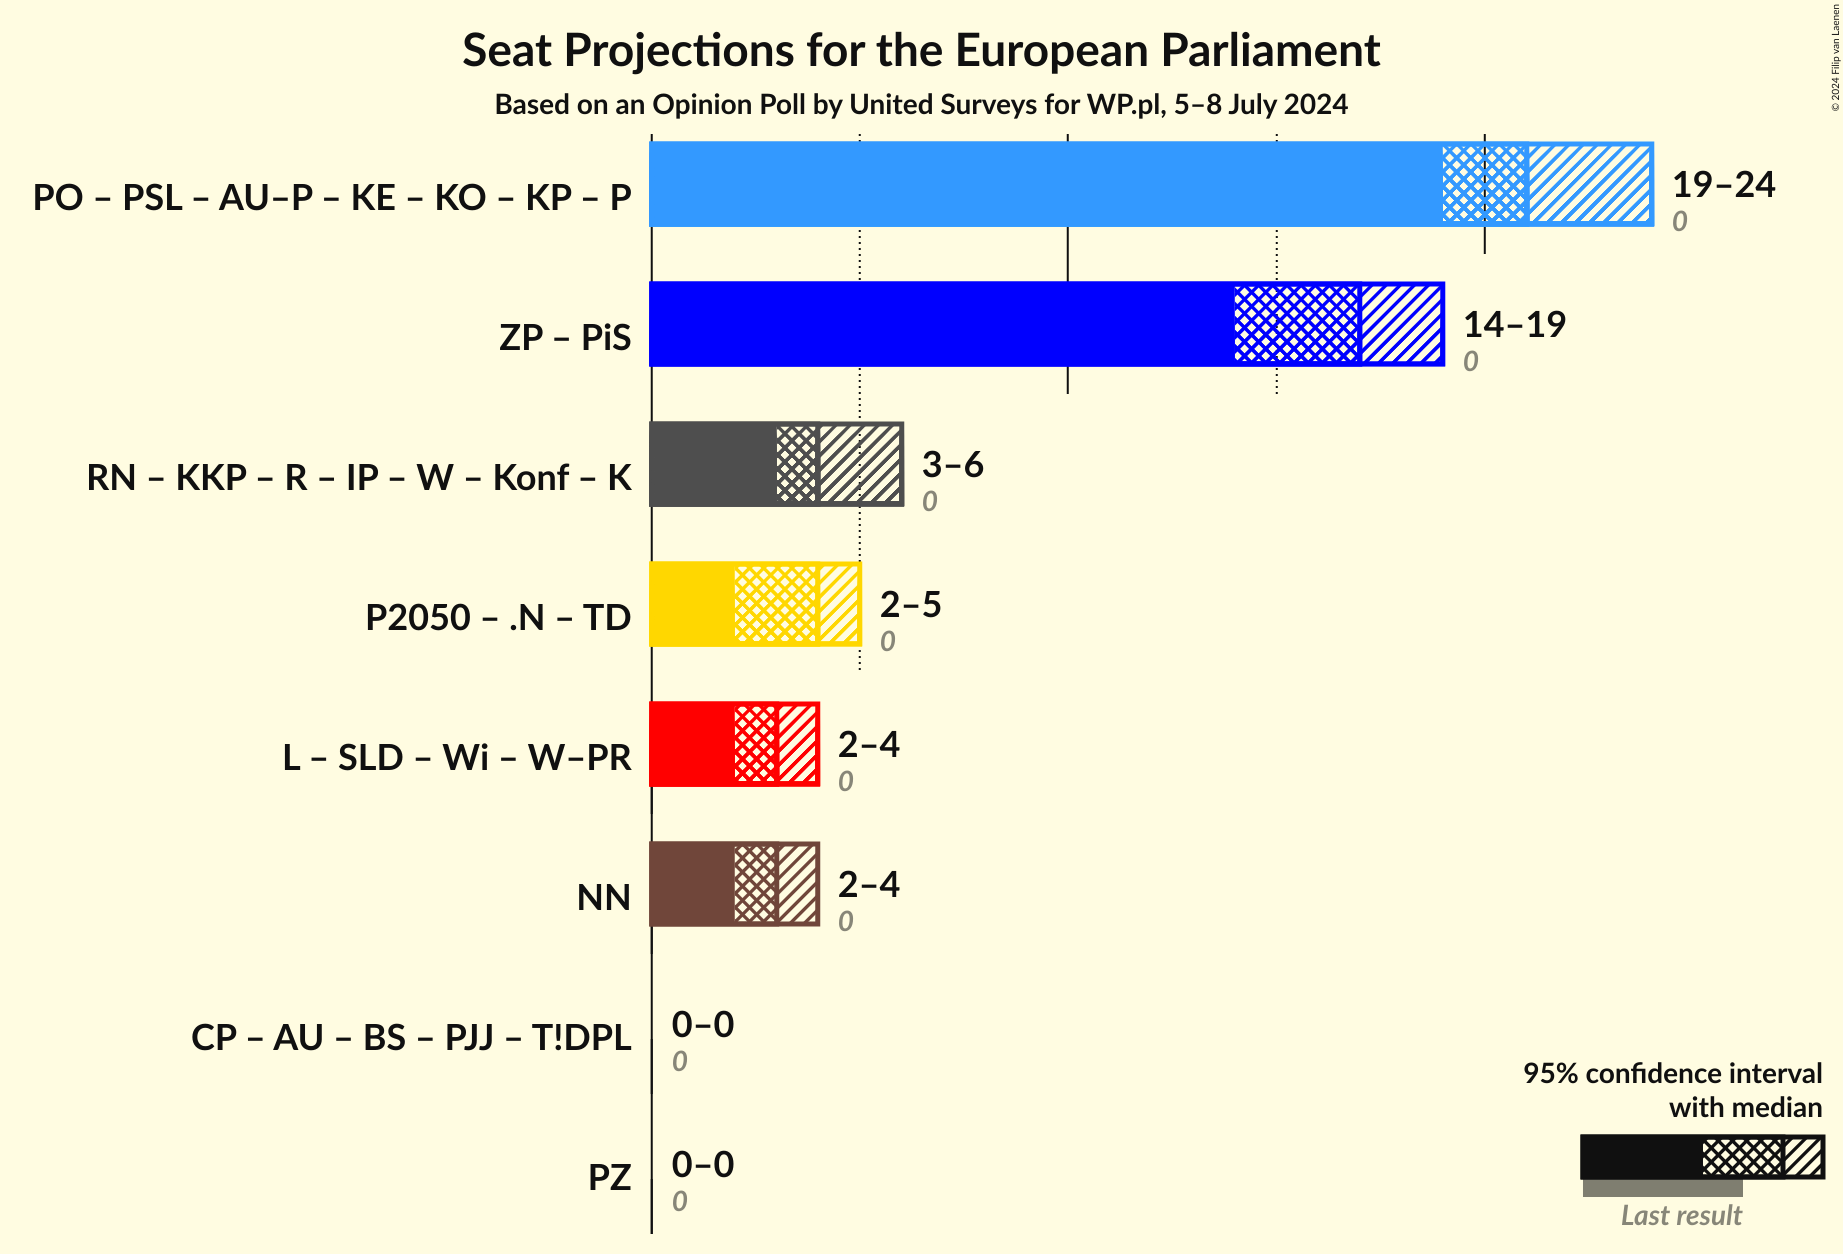 Seat Projections for the European Parliament
Based on an Opinion Poll by United Surveys for WP.pl, 5–8 July 2024
© 2024 Filip van Laenen
PO – PSL – AU–P – KE – KO – KP – P
19–24
0
ZP – PiS
14–19
0
RN – KKP – R – IP – W – Konf – K
3–6
0
P2050 – .N – TD
2–5
0
L – SLD – Wi – W–PR
2–4
0
NN
2–4
0
CP – AU – BS – PJJ – T!DPL
0–0
0
PZ
0–0
0
95% confidence interval
with median
Last result